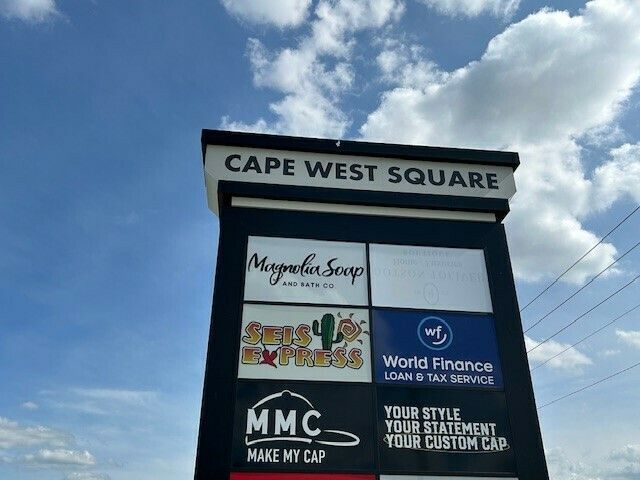 CAPE WEST SQUARE
Magnolia Soap
AND BATH CO.
SEIS
EXPRESS
wf
World Finance
LOAN & TAX SERVICE
MMC
MAKE MY CAP
YOUR STYLE
YOUR STATEMENT
YOUR CUSTOM CAP